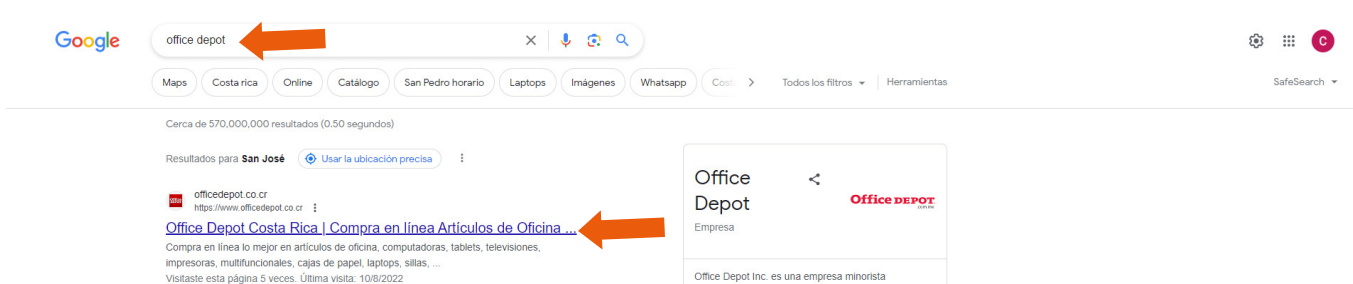 Google
office depot
C
Maps
Costa rica
Online
Catálogo
San Pedro horario
Laptops
Imágenes
Whatsapp
Todos los filtros
Herramientas
SafeSearch
Cerca de 570,000,000 resultados (0.50 segundos)
Resultados para San José
Usar la ubicación precisa
officedepot.co.cr
https://www.officedepot.co.cr
Office Depot Costa Rica | Compra en línea Artículos de Oficina ...
Compra en línea lo mejor en artículos de oficina, computadoras, tablets, televisiones,
impresoras, multifuncionales, cajas de papel, laptops, sillas, ...
Visitaste esta página 5 veces. Última visita: 10/8/2022
Office
Depot
Office DEPOT
Empresa
Office Depot Inc. es una empresa minorista